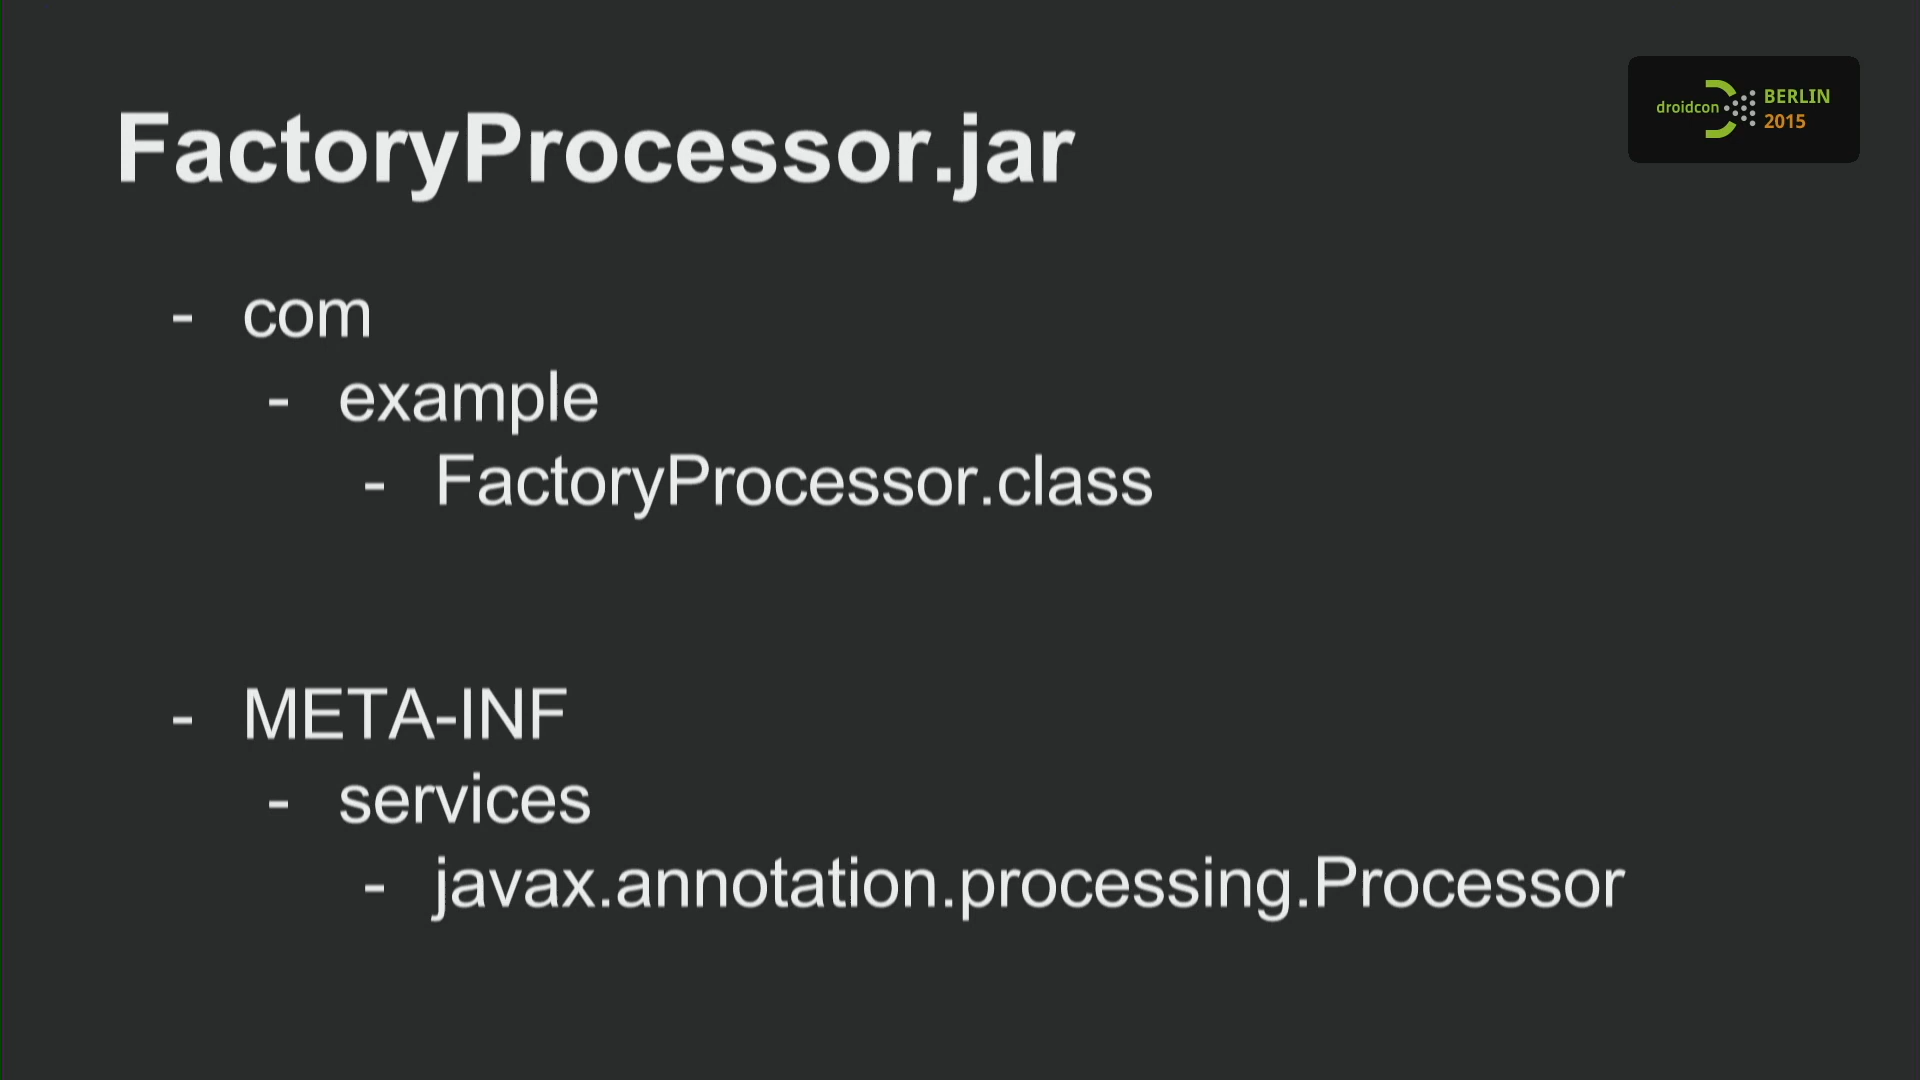 FactoryProcessor.jar
droidcon
BERLIN
2015
- com
- example
- FactoryProcessor.class
- META-INF
- services
- javax.annotation.processing.Processor